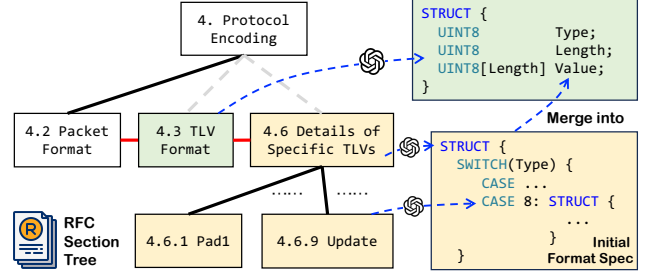 4. Protocol
Encoding
4.2 Packet
Format
4.3 TLV
Format
4.6 Details of
Specific TLVs
...... ......
4.6.1 Pad1
4.6.9 Update
R
RFC
Section
Tree
STRUCT {
UINT8 Type;
UINT8 Length;
UINT8[Length] Value;
}
Merge into
STRUCT {
SWITCH(Type) {
CASE ...
CASE 8: STRUCT {
...
}
}
Initial
Format Spec